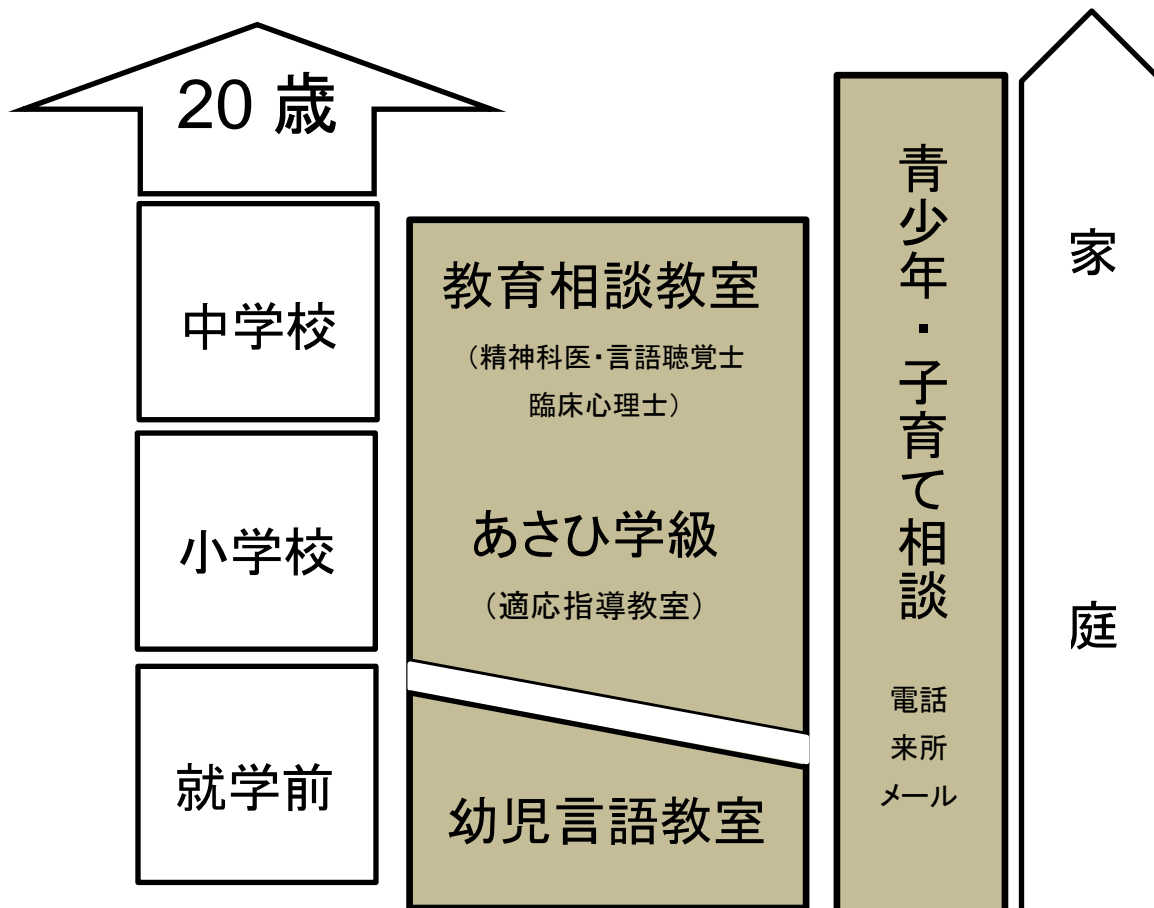 20 歳
中学校
小学校
就学前
教育相談教室
（精神科医・言語聴覚士
臨床心理士）
あさひ学級
（適応指導教室）
幼児言語教室
青少年・子育て相談
電話
来所
メール
家庭